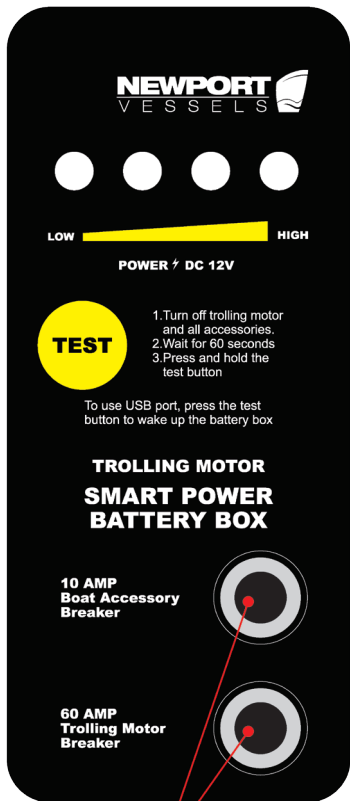 NEWPORT
VESSELS
LOW
HIGH
POWER DC 12V
TEST
1.Turn off trolling motor
and all accessories.
2.Wait for 60 seconds
3.Press and hold the
test button
To use USB port, press the test
button to wake up the battery box
TROLLING MOTOR
SMART POWER
BATTERY BOX
10 AMP
Boat Accessory
Breaker
60 AMP
Trolling Motor
Breaker